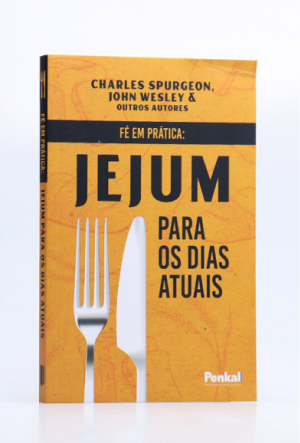 CHARLES SPURGEON,
JOHN WESLEY &
OUTROS AUTORES
FÉ EM PRÁTICA:
JEJUM
PARA
OS DIAS
ATUAIS
Penkal
FÉ EM PRÁTICA:
JEJUM PARA OS DIAS ATUAIS